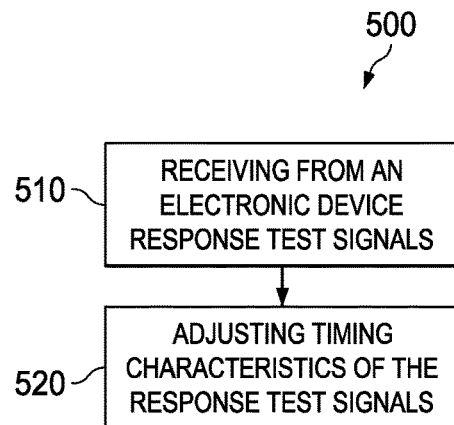 500
510
RECEIVING FROM AN
ELECTRONIC DEVICE
RESPONSE TEST SIGNALS
520
ADJUSTING TIMING
CHARACTERISTICS OF THE
RESPONSE TEST SIGNALS